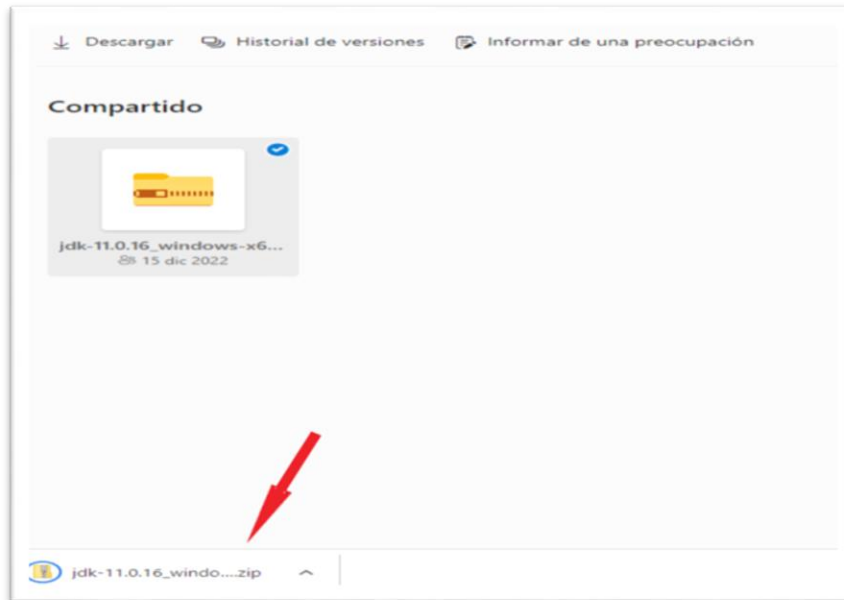 Descargar Historial de versiones Informar de una preocupación
Compartido
jdk-11.0.16_windows-x6...
15 dic 2022
jdk-11.0.16_windo....zip